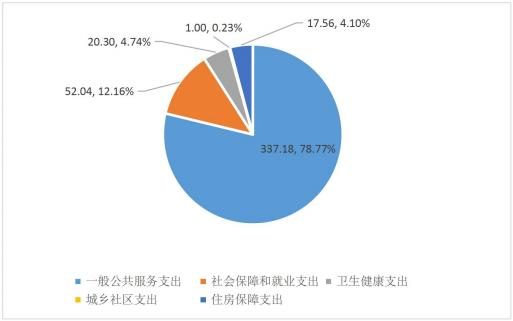 1.00, 0.23%
17.56, 4.10%
20.30, 4.74%
52.04, 12.16%
337.18, 78.77%
一般公共服务支出 社会保障和就业支出 卫生健康支出
城乡社区支出 住房保障支出